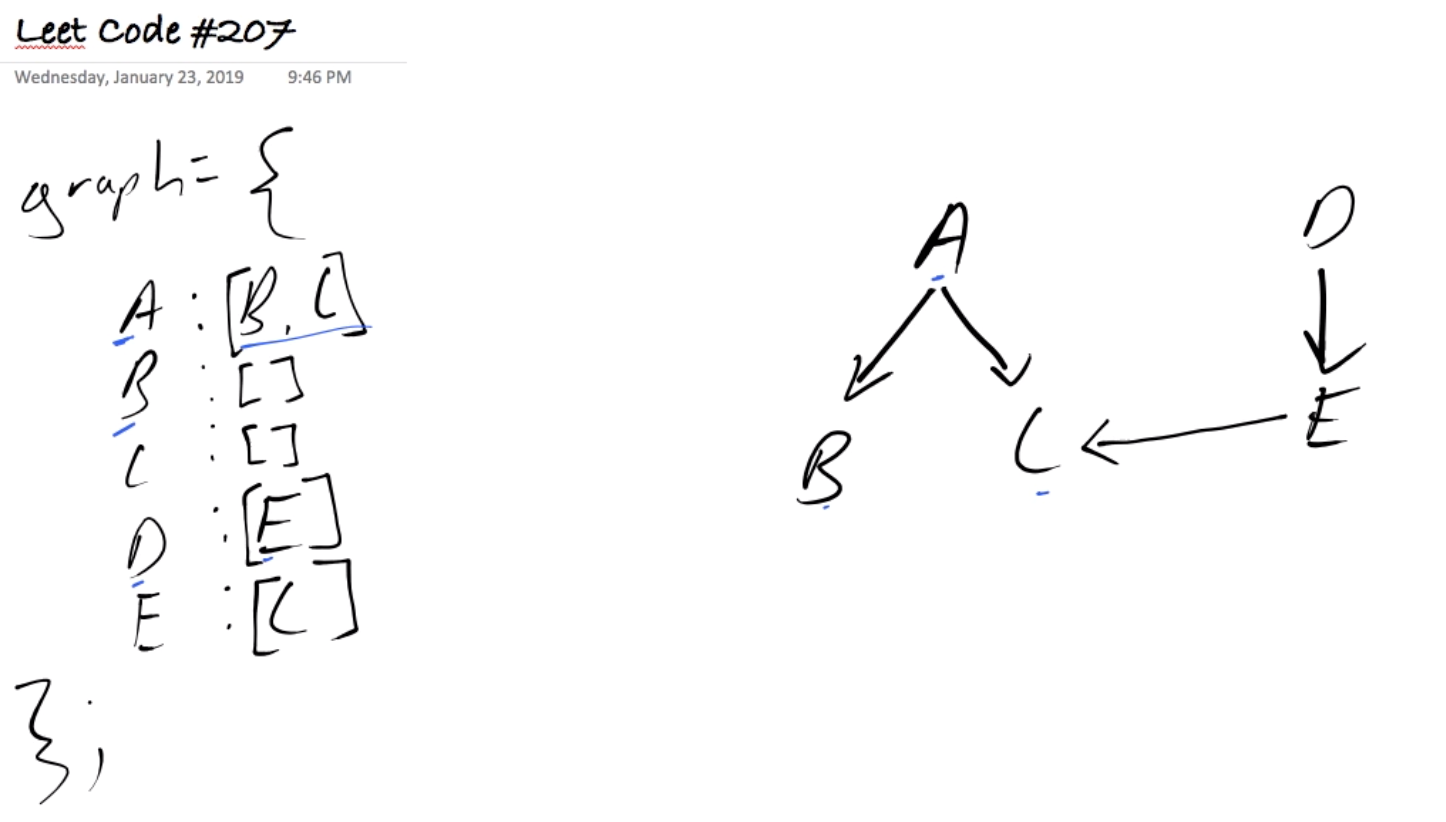 Leet Code #207
Wednesday, January 23, 2019 9:46 PM
graph= {
A : [B, C]
B : []
C : []
D : [E]
E : [C]
};
A D
B C E